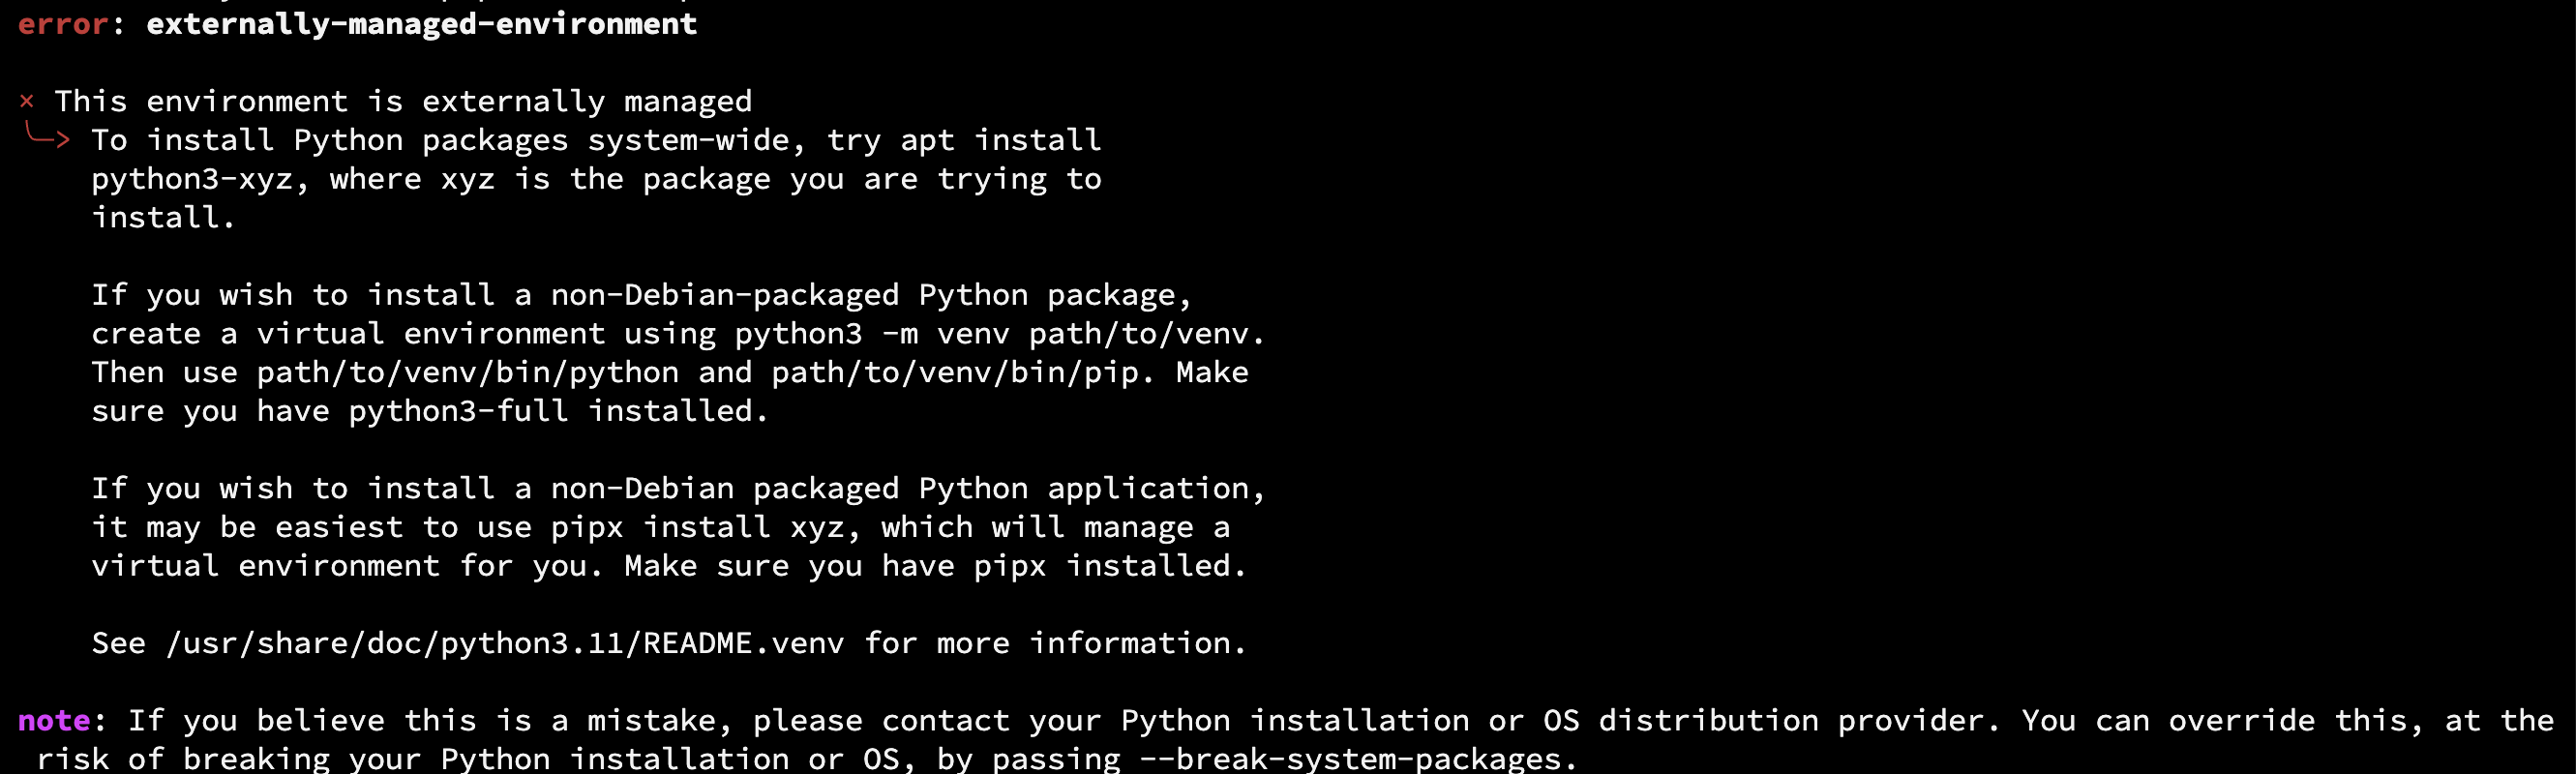 error: externally-managed-environment
× This environment is externally managed
╰─> To install Python packages system-wide, try apt install
python3-xyz, where xyz is the package you are trying to
install.
If you wish to install a non-Debian-packaged Python package,
create a virtual environment using python3 -m venv path/to/venv.
Then use path/to/venv/bin/python and path/to/venv/bin/pip. Make
sure you have python3-full installed.
If you wish to install a non-Debian packaged Python application,
it may be easiest to use pipx install xyz, which will manage a
virtual environment for you. Make sure you have pipx installed.
See /usr/share/doc/python3.11/README.venv for more information.
note: If you believe this is a mistake, please contact your Python installation or OS distribution provider. You can override this, at the
risk of breaking your Python installation or OS, by passing --break-system-packages.